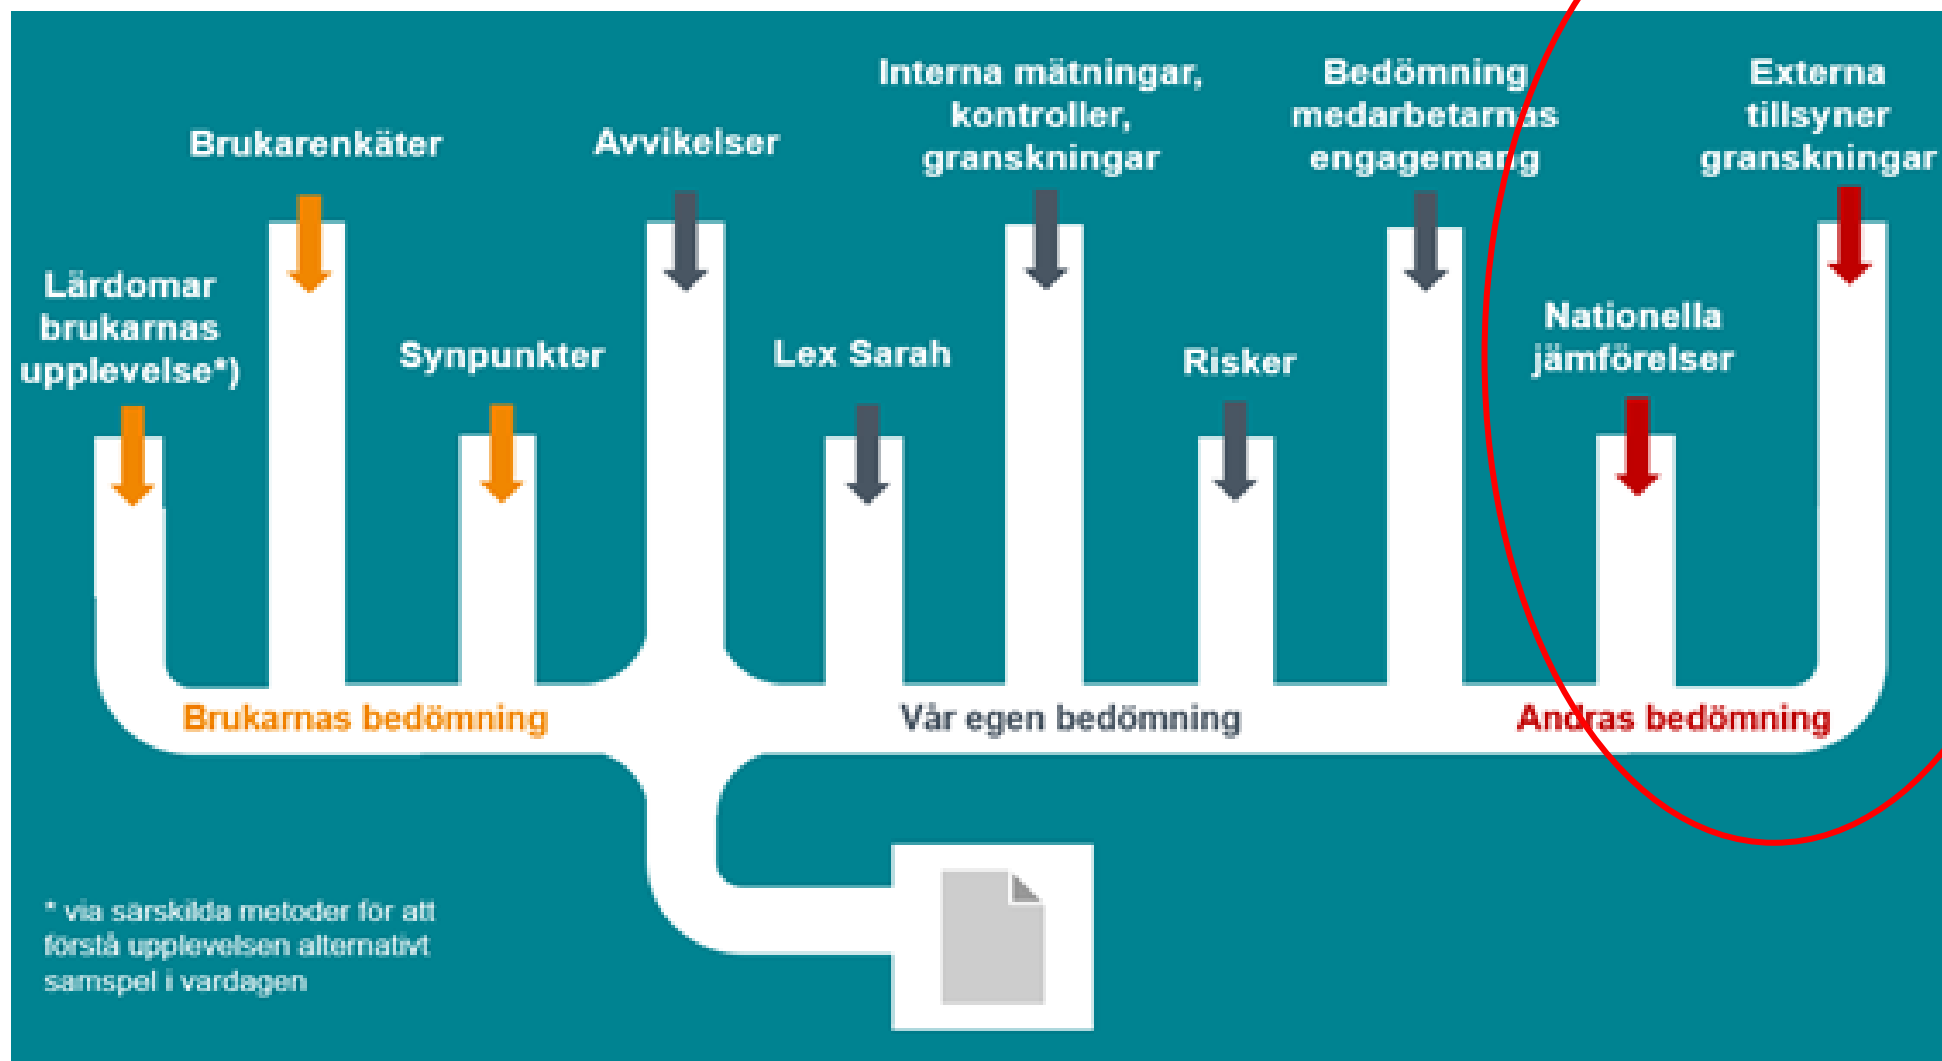 Lärdomar
brukarnas
upplevelse*)
Brukarenkäter
Synpunkter
Avvikelser
Lex Sarah
Interna mätningar,
kontroller,
granskningar
Risker
Bedömning
medarbetarnas
engagemang
Nationella
jämförelser
Externa
tillsyner
granskningar
Brukarnas bedömning
Vår egen bedömning
Andras bedömning
* via särskilda metoder för att
förstå upplevelsen alternativt
samspel i vardagen